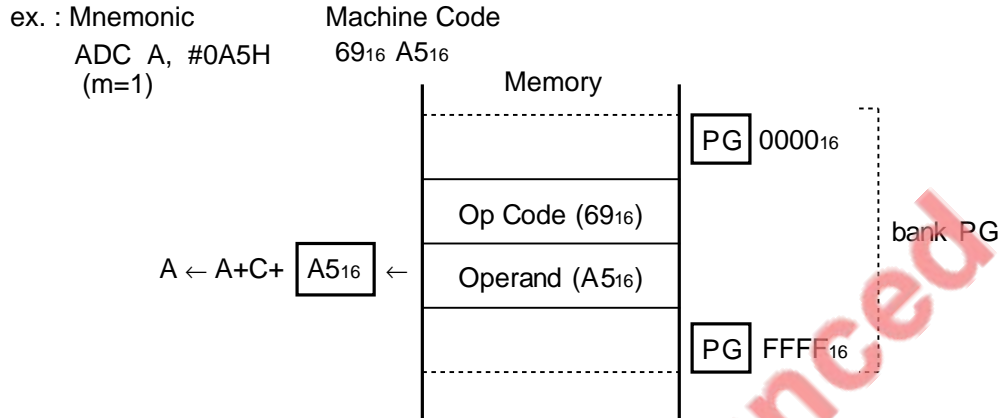 ex. : Mnemonic Machine Code
ADC A, #0A5H 69₁₆ A5₁₆
(m=1)
Memory
PG 0000₁₆
Op Code (69₁₆)
bank PG
A ← A+C+ A5₁₆ ← Operand (A5₁₆)
PG FFFF₁₆